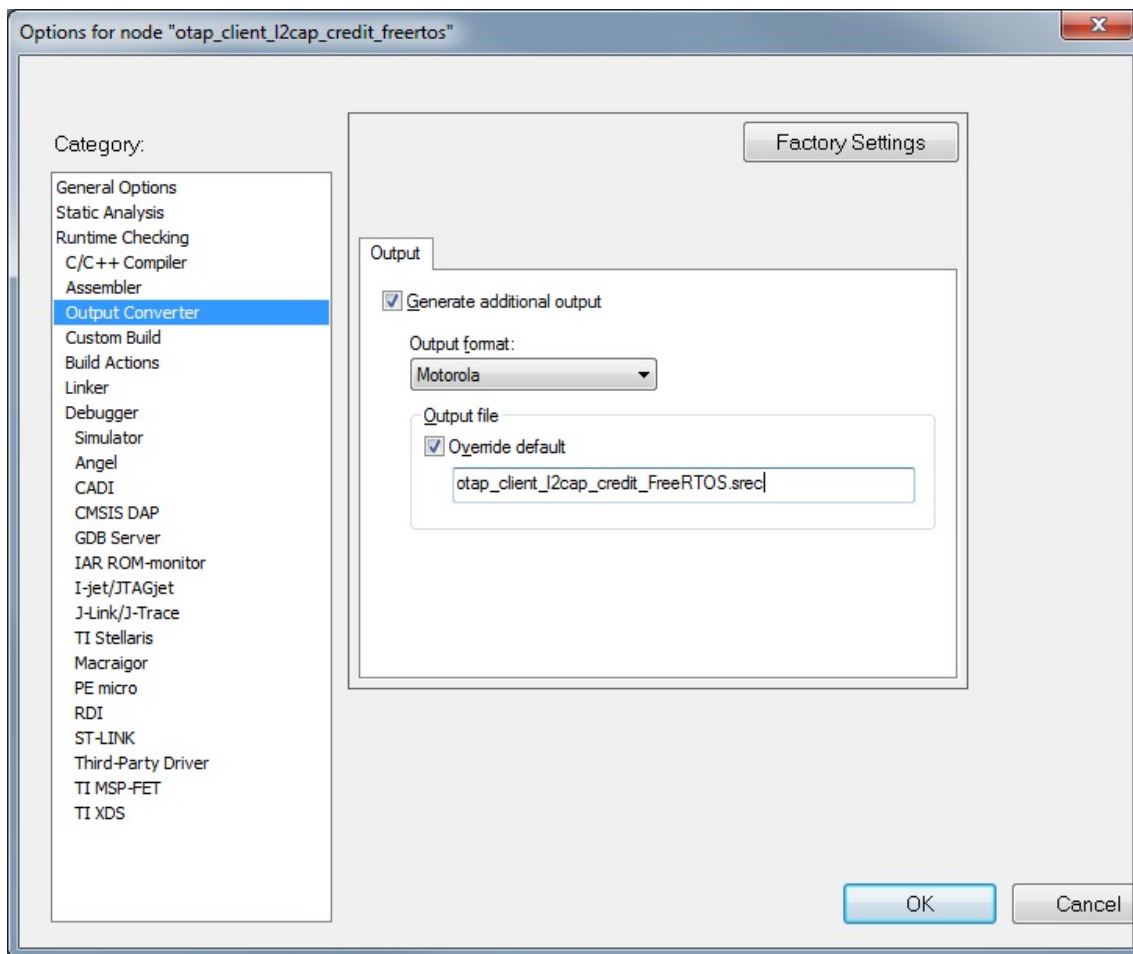 Options for node "otap_client_l2cap_credit_freertos"
Category:
General Options
Static Analysis
Runtime Checking
C/C++ Compiler
Assembler
Output Converter
Custom Build
Build Actions
Linker
Debugger
Simulator
Angel
CADI
CMSIS DAP
GDB Server
IAR ROM-monitor
I-jet/JTAGjet
J-Link/J-Trace
TI Stellaris
Macraigor
PE micro
RDI
ST-LINK
Third-Party Driver
TI MSP-FET
TI XDS
Factory Settings
Output
Generate additional output
Output format:
Motorola
Output file
Override default
otap_client_l2cap_credit_FreeRTOS.srec
OK
Cancel